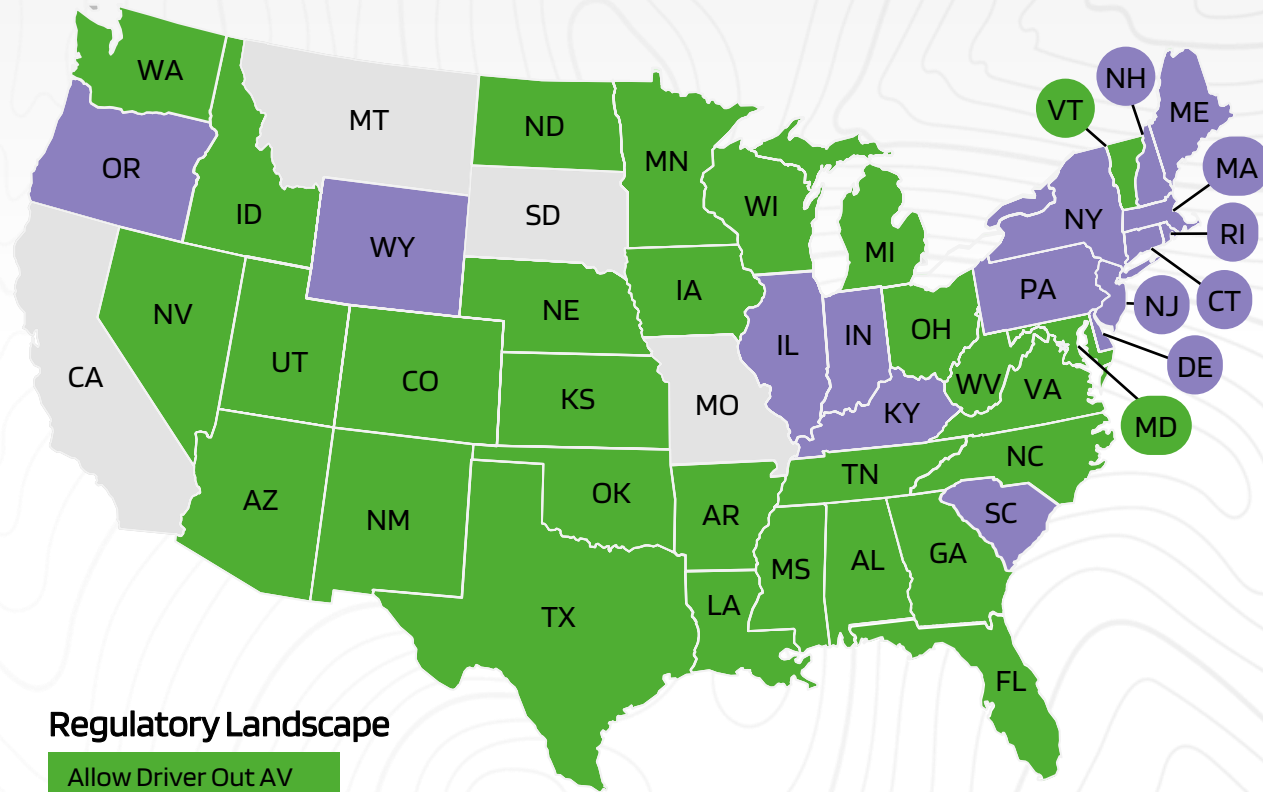 WA
MT
ND
MN
OR
ID
SD
WI
WY
MI
NE
IA
NV
UT
CO
CA
KS
MO
IL
IN
OH
KY
WV
VA
PA
NY
VT
NH
ME
MA
RI
CT
NJ
DE
MD
AZ
NM
OK
AR
TN
NC
SC
MS
AL
GA
LA
TX
FL
Regulatory Landscape
Allow Driver Out AV